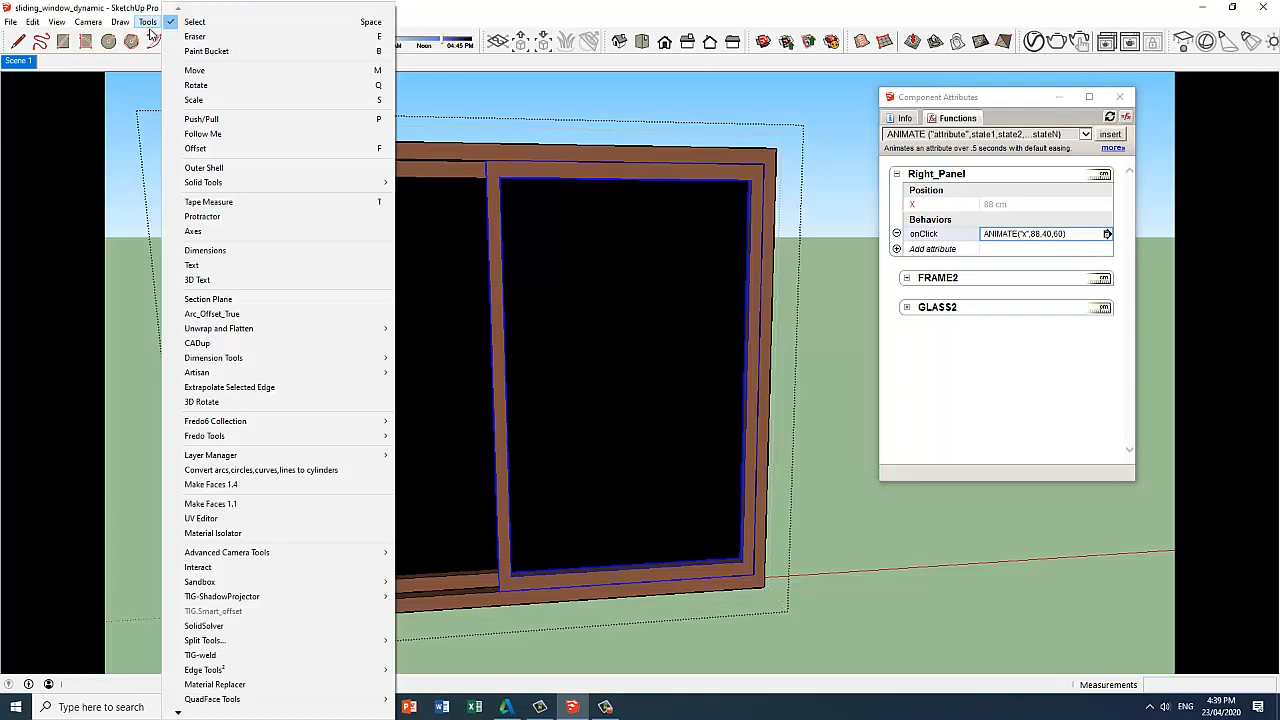 sliding_window_dynamic - SketchUp Pro
File Edit View Camera Draw Tools
Noon 04:45 PM
Scene 1
Select Space
Eraser E
Paint Bucket B
Move M
Rotate Q
Scale S
Push/Pull P
Follow Me
Offset F
Outer Shell
Solid Tools
Tape Measure T
Protractor
Axes
Dimensions
Text
3D Text
Section Plane
Arc_Offset_True
Unwrap and Flatten
CADup
Dimension Tools
Artisan
Extrapolate Selected Edge
3D Rotate
Fredo6 Collection
Fredo Tools
Layer Manager
Convert arcs,circles,curves,lines to cylinders
Make Faces 1.4
Make Faces 1.1
UV Editor
Material Isolator
Advanced Camera Tools
Interact
Sandbox
TIG-ShadowProjector
TIG.Smart_offset
SolidSolver
Split Tools...
TIG-weld
Edge Tools²
Material Replacer
QuadFace Tools
Component Attributes
Info Functions
ANIMATE ("attribute",state1,state2,...stateN) insert
Animates an attribute over .5 seconds with default easing. more»
Right_Panel
Position
X 88 cm
Behaviors
onClick ANIMATE("x",88,40,60)
Add attribute
FRAME2
GLASS2
Measurements
Type here to search
ENG
4:39 PM
23/04/2020